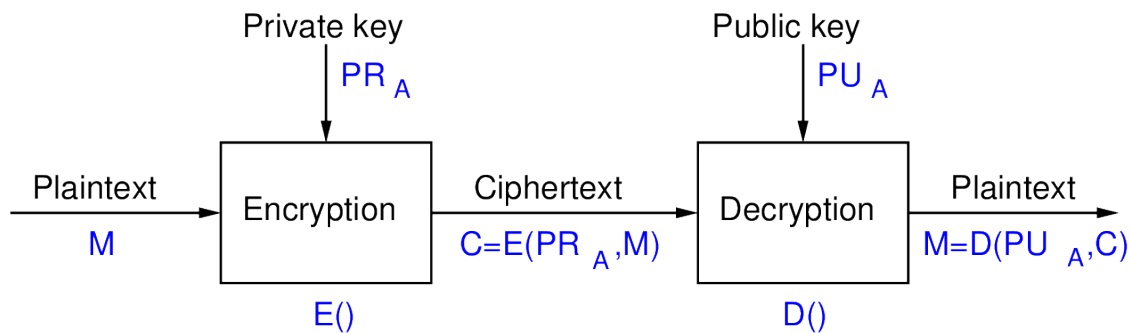 Private key
Public key
PR A
PU A
Plaintext
Encryption
Ciphertext
Decryption
Plaintext
M
C=E(PR A,M)
M=D(PU A,C)
E()
D()